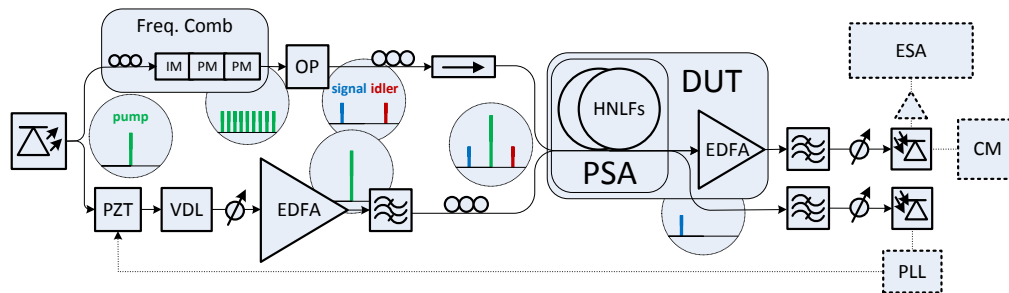 Freq. Comb
IM PM PM
OP
signal idler
pump
PZT
VDL
EDFA
HNLFs
PSA
DUT
EDFA
ESA
CM
PLL